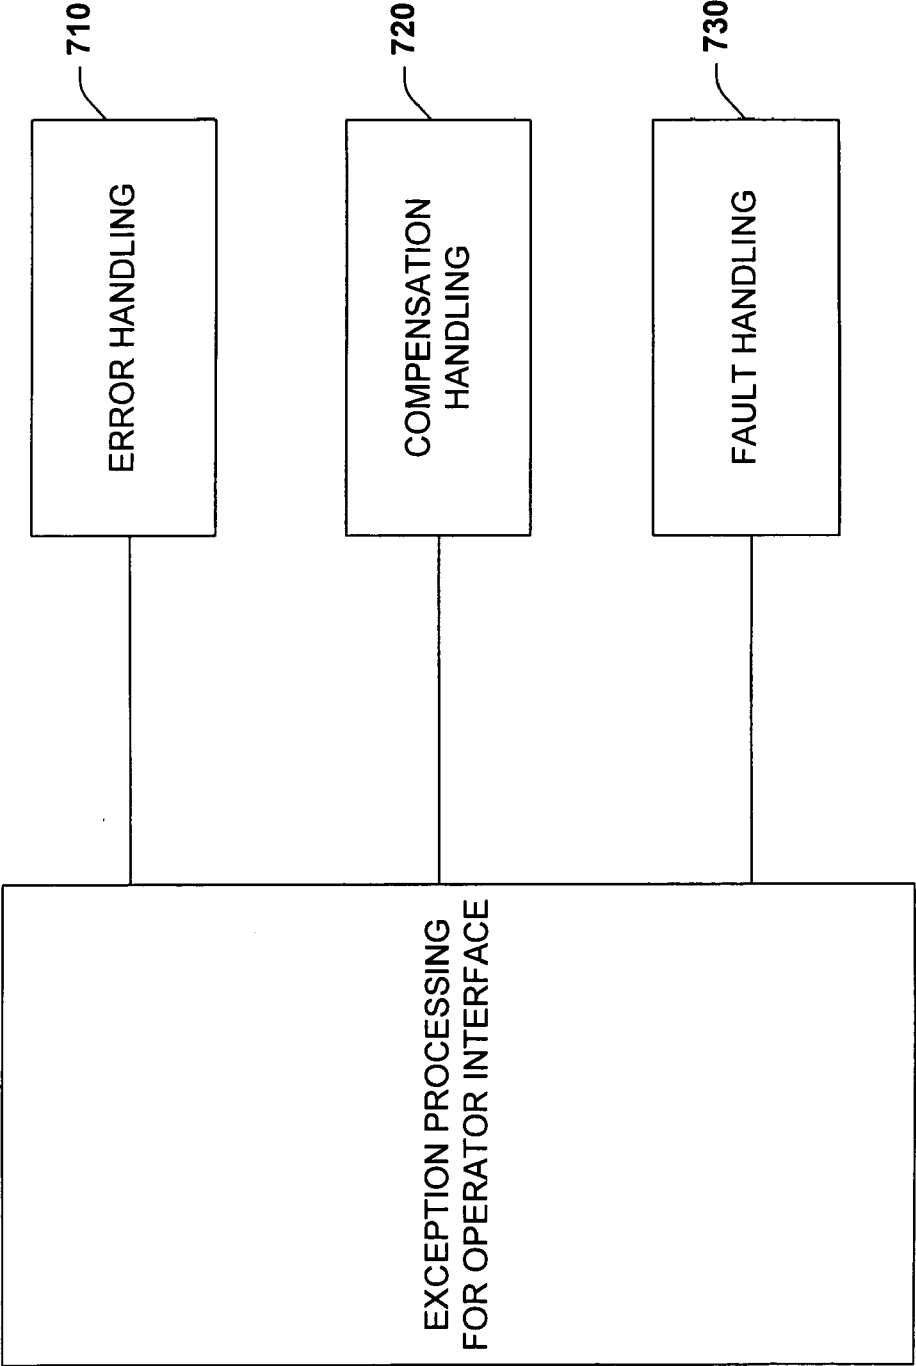 EXCEPTION PROCESSING
FOR OPERATOR INTERFACE
ERROR HANDLING
710
COMPENSATION
HANDLING
720
FAULT HANDLING
730